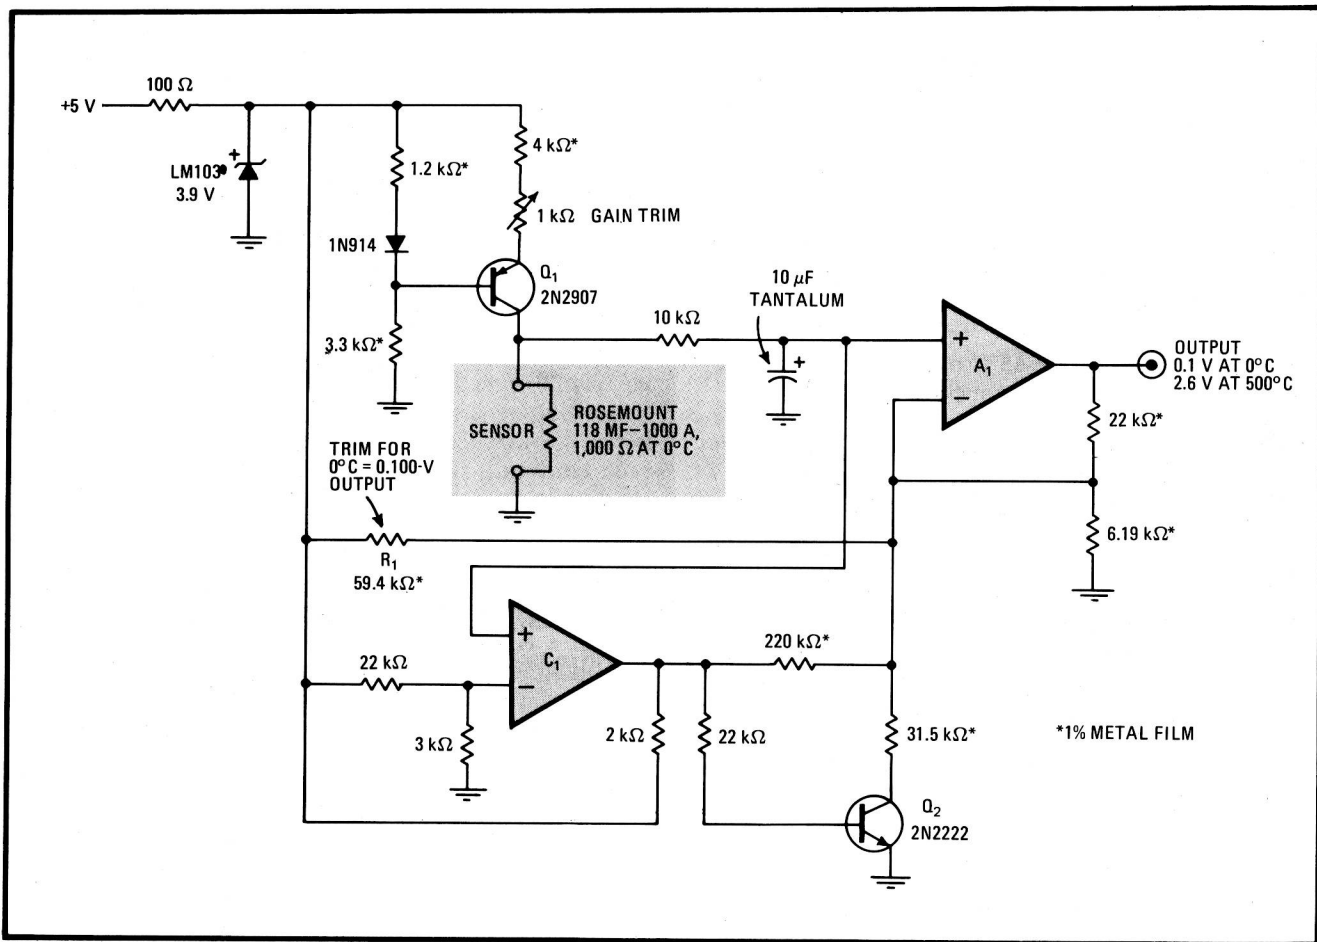 100 Ω
+5 V
+
LM103
3.9 V
1.2 kΩ*
4 kΩ*
1 kΩ GAIN TRIM
1N914
Q1
2N2907
3.3 kΩ*
10 kΩ
10 μF
TANTALUM
+
+
−
A1
OUTPUT
0.1 V AT 0°C
2.6 V AT 500°C
22 kΩ*
6.19 kΩ*
SENSOR
ROSEMOUNT
118 MF–1000 A,
1,000 Ω AT 0°C
TRIM FOR
0°C = 0.100-V
OUTPUT
R1
59.4 kΩ*
+
−
C1
22 kΩ
3 kΩ
2 kΩ
22 kΩ
220 kΩ*
31.5 kΩ*
Q2
2N2222
*1% METAL FILM